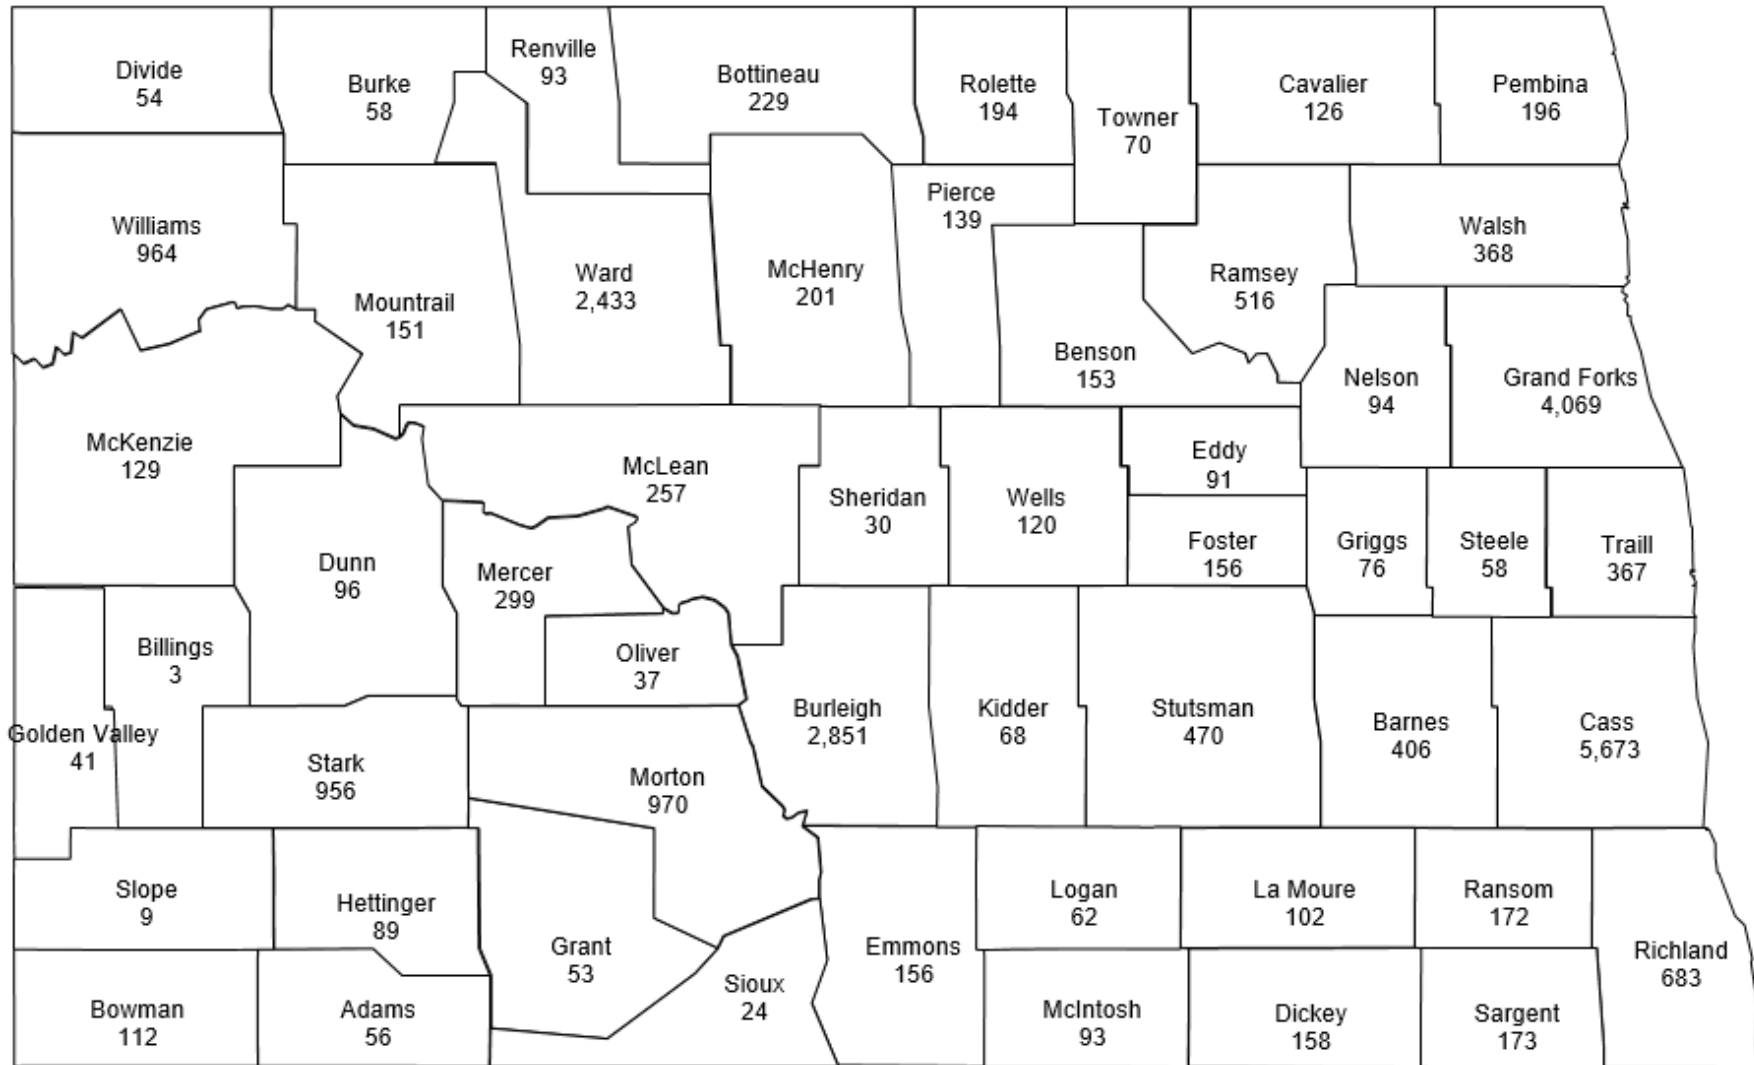 Divide
54
Burke
58
Renville
93
Bottineau
229
Rolette
194
Towner
70
Cavalier
126
Pembina
196
Williams
964
Mountrail
151
Ward
2,433
McHenry
201
Pierce
139
Benson
153
Ramsey
516
Walsh
368
Nelson
94
Grand Forks
4,069
McKenzie
129
Dunn
96
McLean
257
Mercer
299
Oliver
37
Sheridan
30
Wells
120
Eddy
91
Foster
156
Griggs
76
Steele
58
Traill
367
Golden Valley
41
Billings
3
Stark
956
Morton
970
Burleigh
2,851
Kidder
68
Stutsman
470
Barnes
406
Cass
5,673
Slope
9
Hettinger
89
Grant
53
Sioux
24
Emmons
156
Logan
62
La Moure
102
Ransom
172
Richland
683
Bowman
112
Adams
56
McIntosh
93
Dickey
158
Sargent
173